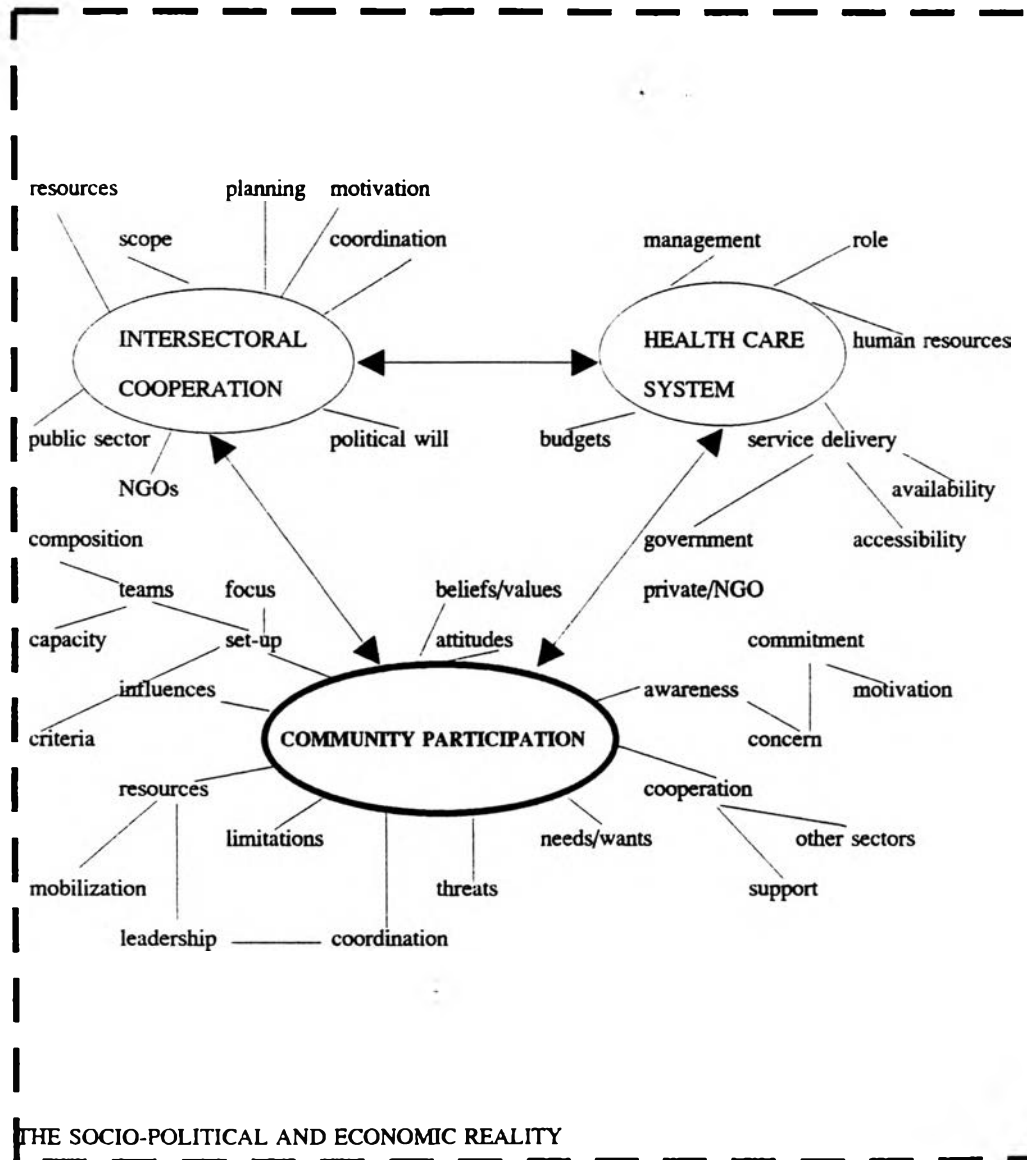 resources planning motivation
scope coordination management role
INTERSECTORAL HEALTH CARE human resources
COOPERATION SYSTEM
public sector political will budgets service delivery
NGOs availability
composition government accessibility
teams focus beliefs/values private/NGO
capacity set-up attitudes commitment
influences awareness motivation
criteria COMMUNITY PARTICIPATION concern
resources cooperation
limitations needs/wants other sectors
mobilization threats support
leadership coordination
THE SOCIO-POLITICAL AND ECONOMIC REALITY